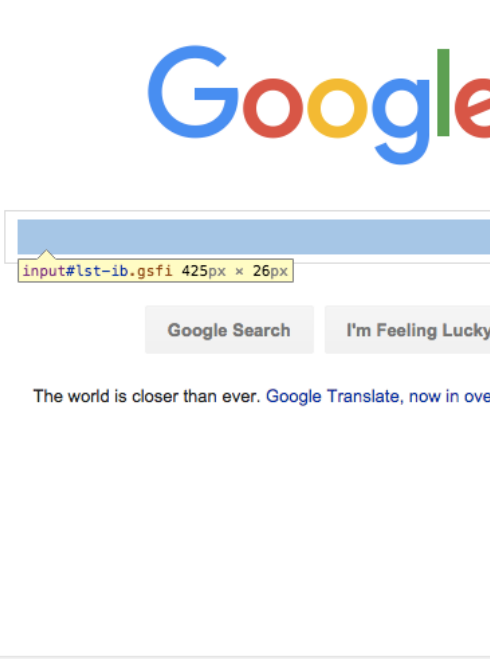 Google
input#lst-ib.gsfi 425px × 26px
Google Search I'm Feeling Lucky
The world is closer than ever. Google Translate, now in ove